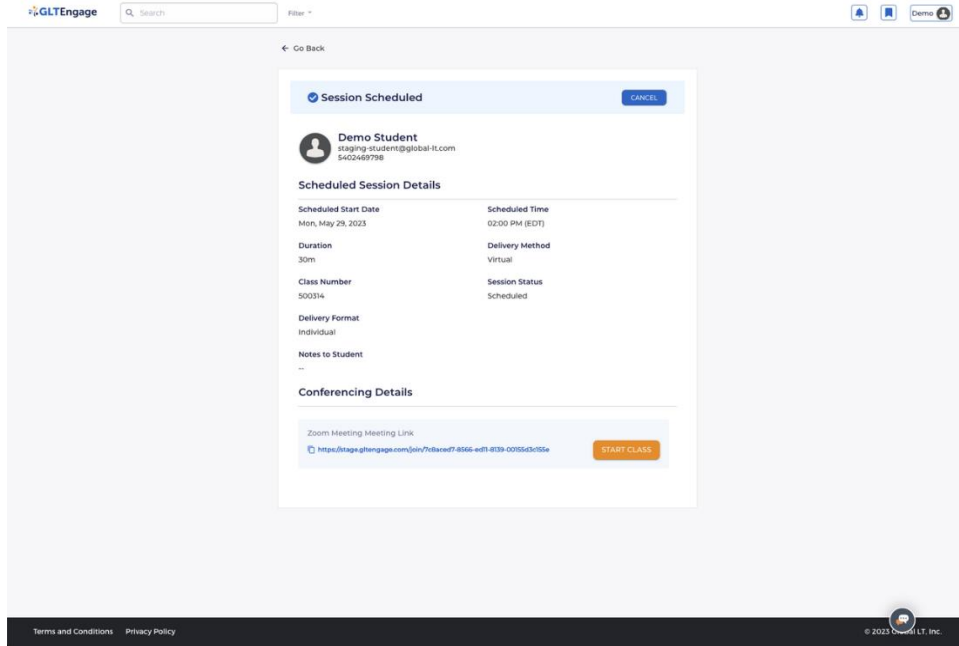 GLTEngage
Search
Filter
Demo
Go Back
Session Scheduled
CANCEL
Demo Student
staging-student@global-lt.com
5402469798
Scheduled Session Details
Scheduled Start Date
Scheduled Time
Mon, May 29, 2023
02:00 PM (EDT)
Duration
Delivery Method
30m
Virtual
Class Number
Session Status
500314
Scheduled
Delivery Format
Individual
Notes to Student
--
Conferencing Details
Zoom Meeting Meeting Link
https://stage.gltengage.com/join/7c8aced7-8566-ed11-8139-00155d3c155e
START CLASS
Terms and Conditions Privacy Policy
© 2023 Global LT, Inc.